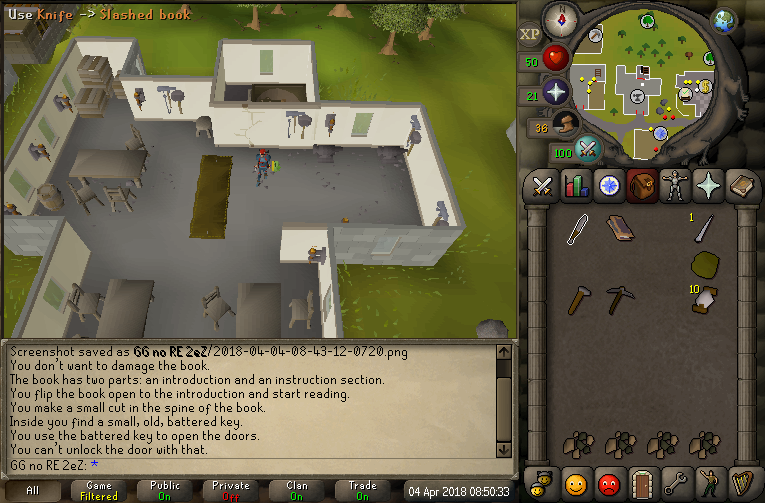 Use Knife -> Slashed book
XP
50
21
36
100
1
10
Screenshot saved as GG no RE 2eZ/2018-04-04-08-43-12-0720.png
You don't want to damage the book.
The book has two parts: an introduction and an instruction section.
You flip the book open to the introduction and start reading.
You make a small cut in the spine of the book.
Inside you find a small, old, battered key.
You use the battered key to open the doors.
You can't unlock the door with that.
GG no RE 2eZ: *
All
Game
Filtered
Public
On
Private
Off
Clan
On
Trade
On
04 Apr 2018 08:50:33